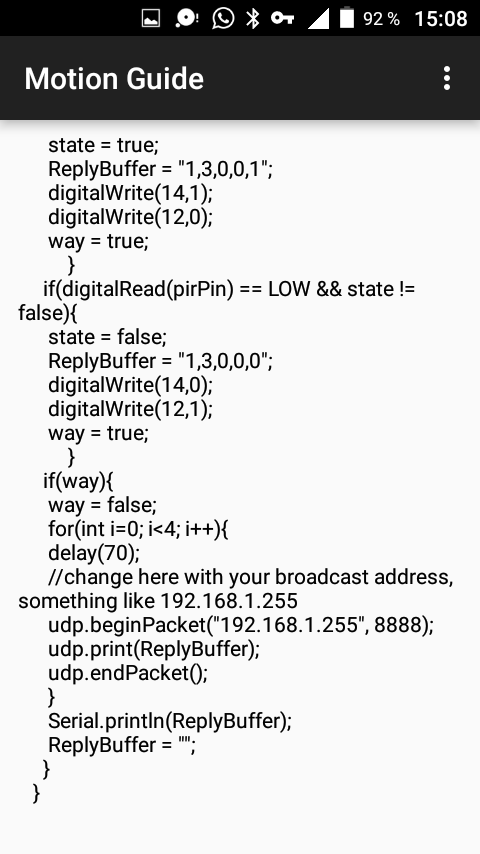 92 % 15:08
Motion Guide
state = true;
ReplyBuffer = "1,3,0,0,1";
digitalWrite(14,1);
digitalWrite(12,0);
way = true;
}
if(digitalRead(pirPin) == LOW && state !=
false){
state = false;
ReplyBuffer = "1,3,0,0,0";
digitalWrite(14,0);
digitalWrite(12,1);
way = true;
}
if(way){
way = false;
for(int i=0; i<4; i++){
delay(70);
//change here with your broadcast address,
something like 192.168.1.255
udp.beginPacket("192.168.1.255", 8888);
udp.print(ReplyBuffer);
udp.endPacket();
}
Serial.println(ReplyBuffer);
ReplyBuffer = "";
}
}